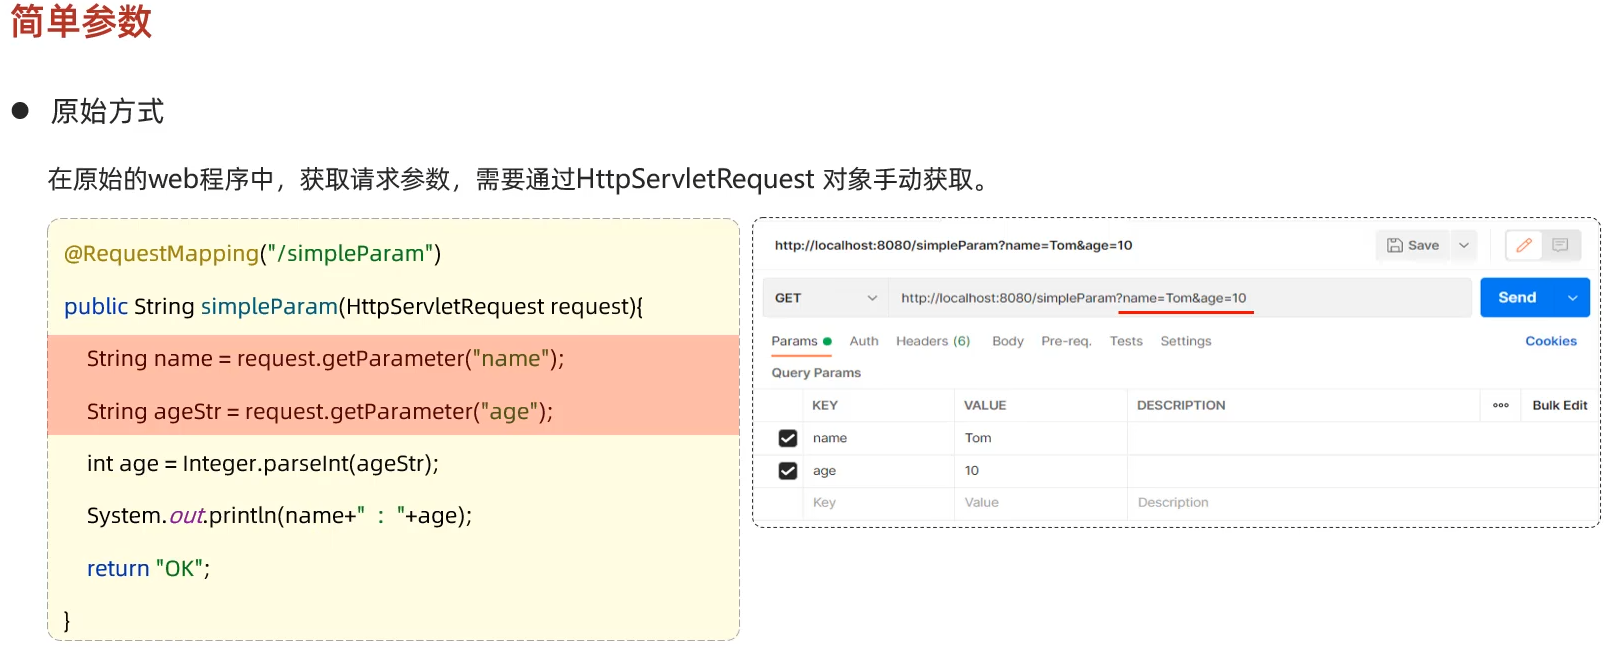 简单参数
● 原始方式
在原始的web程序中，获取请求参数，需要通过HttpServletRequest 对象手动获取。
@RequestMapping("/simpleParam")
public String simpleParam(HttpServletRequest request){
String name = request.getParameter("name");
String ageStr = request.getParameter("age");
int age = Integer.parseInt(ageStr);
System.out.println(name+" : "+age);
return "OK";
}
http://localhost:8080/simpleParam?name=Tom&age=10
Save
GET http://localhost:8080/simpleParam?name=Tom&age=10 Send
Params Auth Headers (6) Body Pre-req. Tests Settings Cookies
Query Params
KEY VALUE DESCRIPTION ooo Bulk Edit
name Tom
age 10
Key Value Description